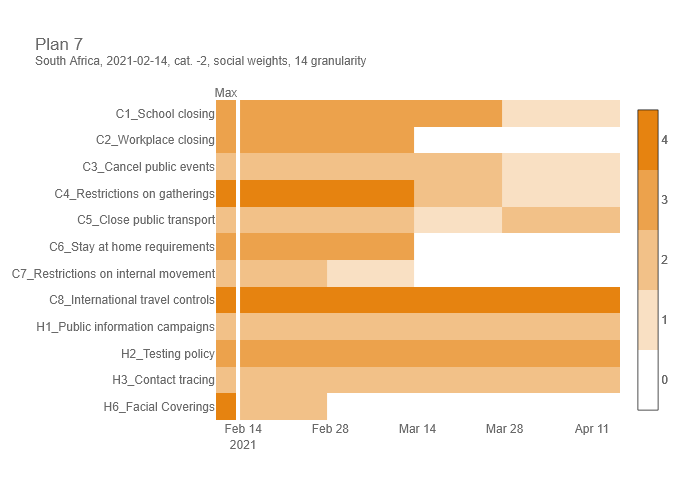 Plan 7
South Africa, 2021-02-14, cat. -2, social weights, 14 granularity
Max
C1_School closing
C2_Workplace closing
C3_Cancel public events
C4_Restrictions on gatherings
C5_Close public transport
C6_Stay at home requirements
C7_Restrictions on internal movement
C8_International travel controls
H1_Public information campaigns
H2_Testing policy
H3_Contact tracing
H6_Facial Coverings
4
3
2
1
0
Feb 14 Feb 28 Mar 14 Mar 28 Apr 11
2021